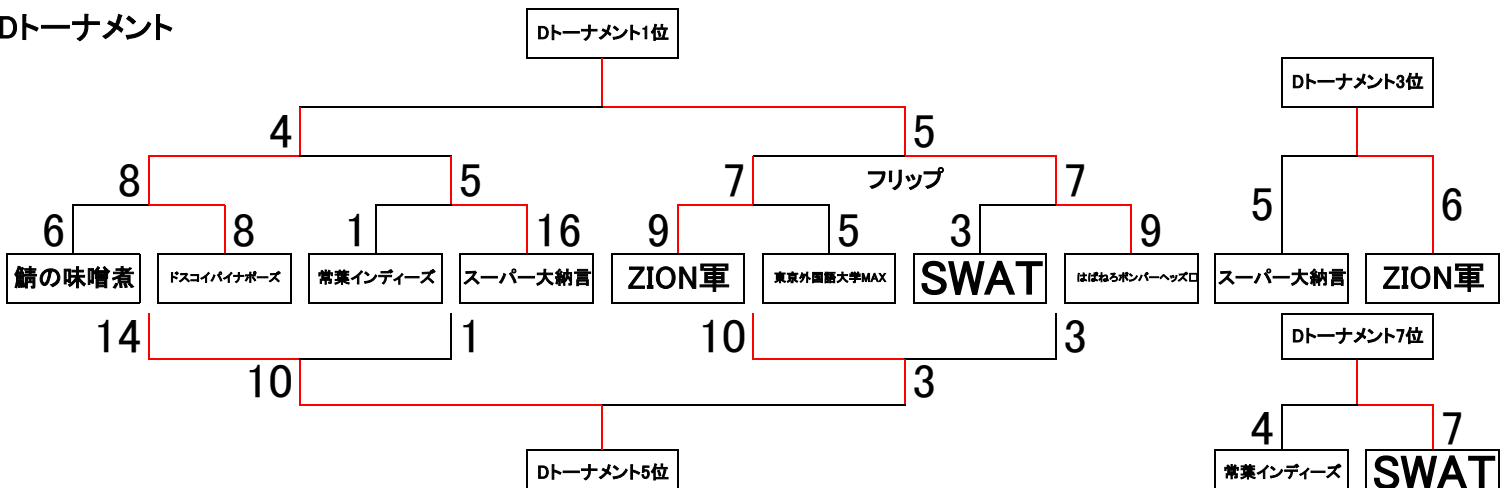 Dトーナメント
Dトーナメント1位
Dトーナメント3位
4
5
8
5
7
フリップ
7
5
6
6
8
1
16
9
5
3
9
鯖の味噌煮
ドスコイパイナポーズ
常葉インディーズ
スーパー大納言
ZION軍
東京外国語大学MAX
SWAT
はばねろボンバーヘッズロ
スーパー大納言
ZION軍
14
1
10
3
Dトーナメント7位
10
3
4
7
Dトーナメント5位
常葉インディーズ
SWAT